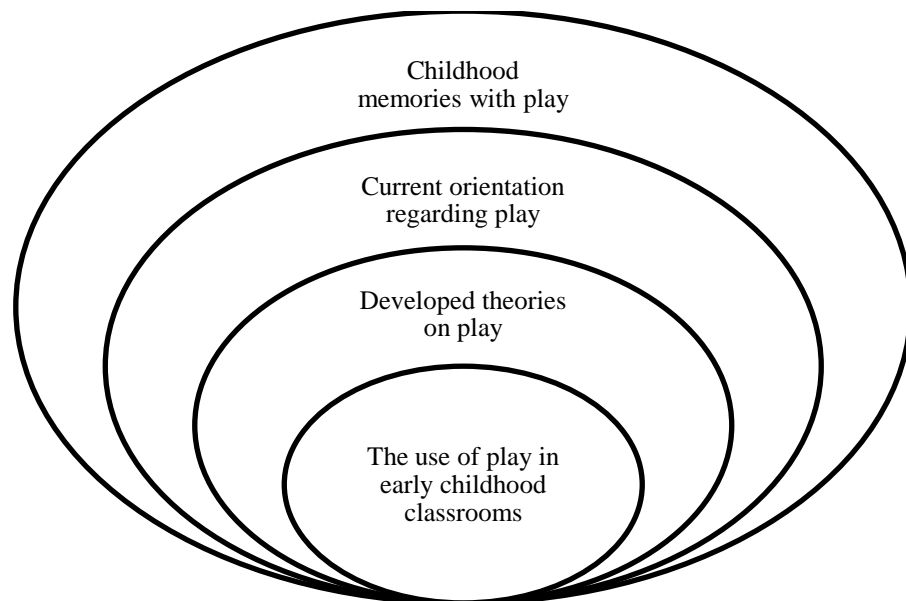 Childhood
memories with play
Current orientation
regarding play
Developed theories
on play
The use of play in
early childhood
classrooms